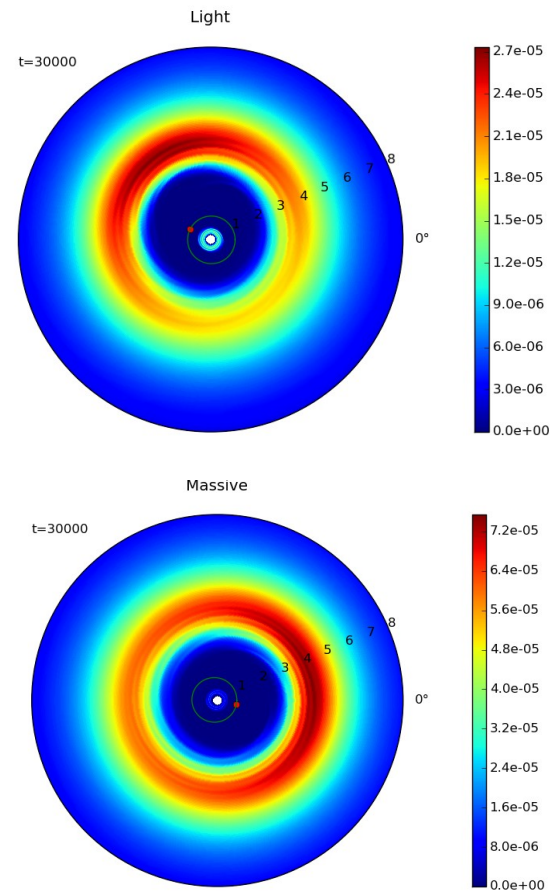 Light
t=30000
1
2
3
4
5
6
7
8
0°
2.7e-05
2.4e-05
2.1e-05
1.8e-05
1.5e-05
1.2e-05
9.0e-06
6.0e-06
3.0e-06
0.0e+00
Massive
t=30000
1
2
3
4
5
6
7
8
0°
7.2e-05
6.4e-05
5.6e-05
4.8e-05
4.0e-05
3.2e-05
2.4e-05
1.6e-05
8.0e-06
0.0e+00